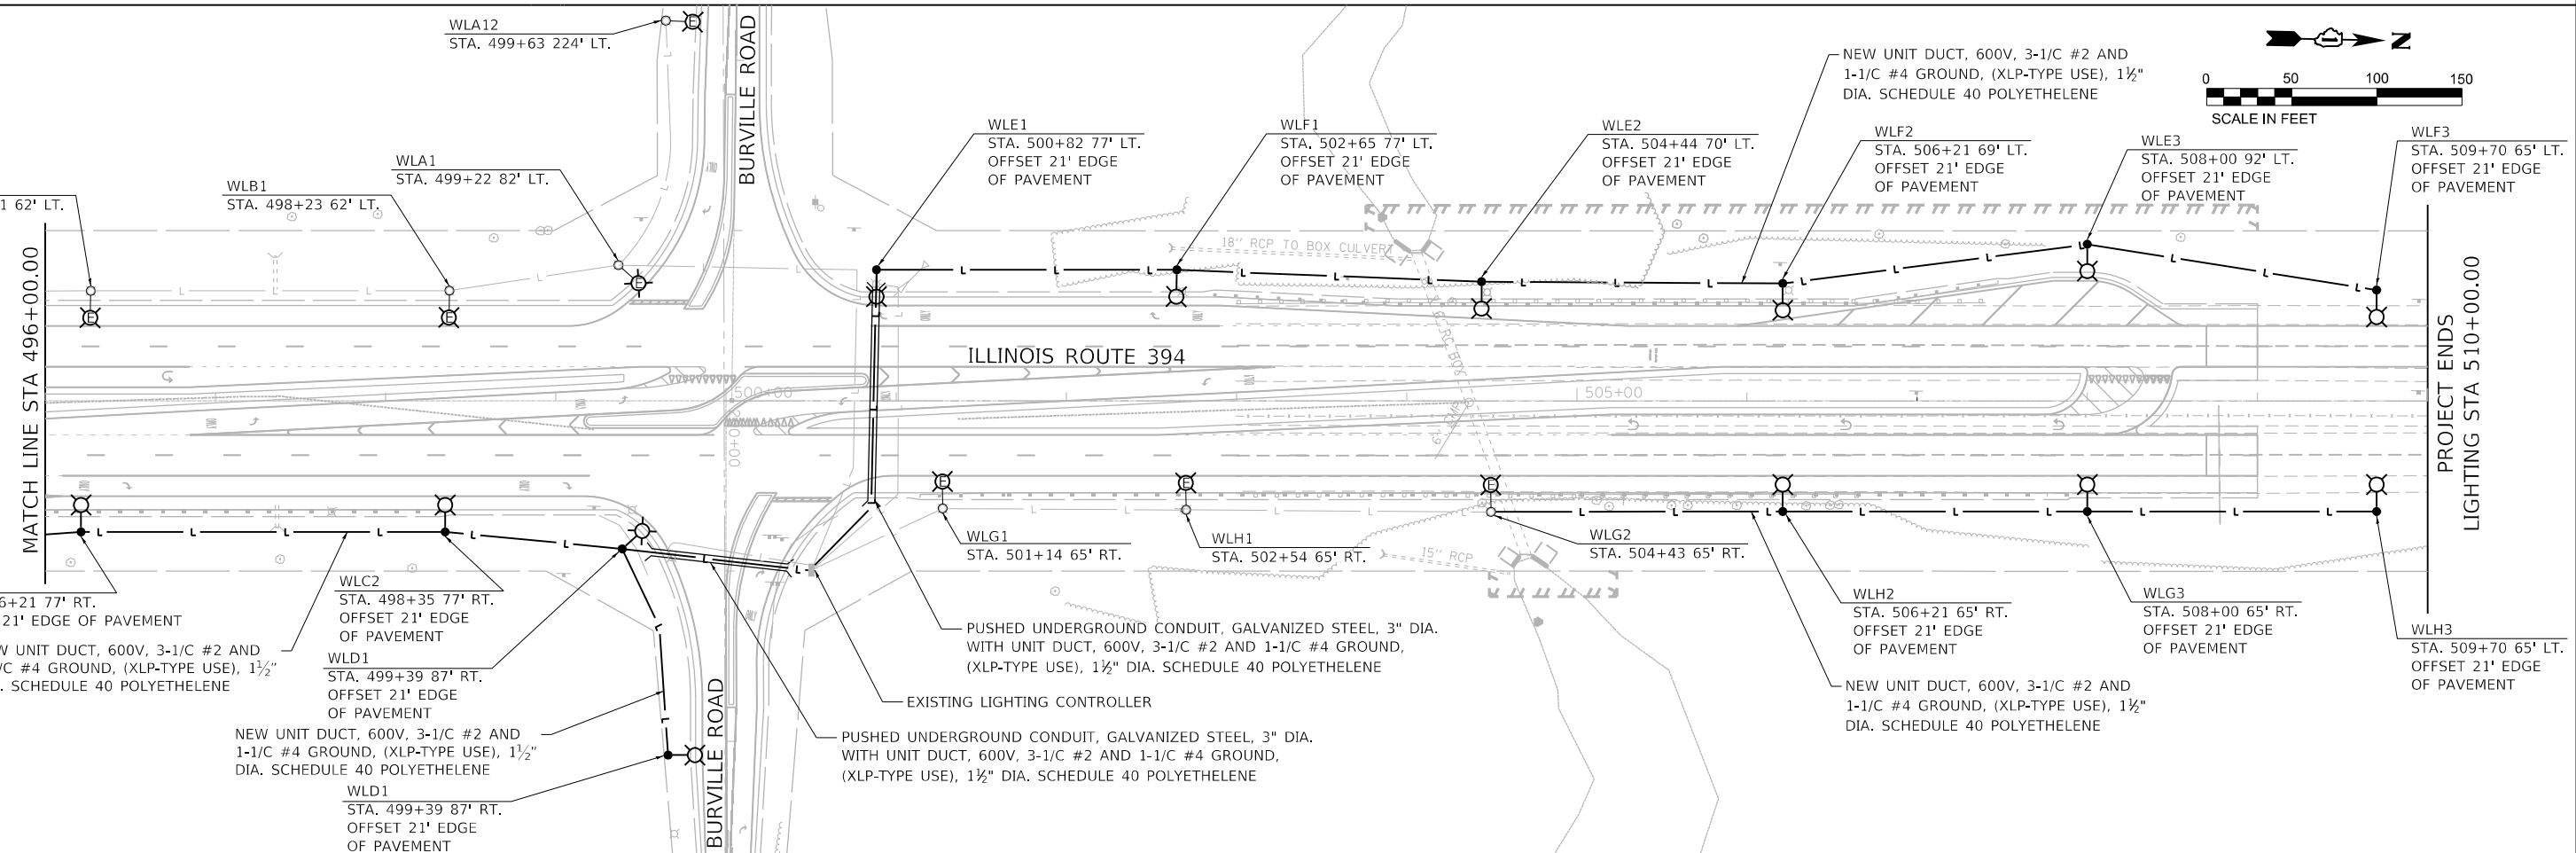 WLA12
STA. 499+63 224' LT.
BURVILLE ROAD
N
0 50 100 150
SCALE IN FEET
NEW UNIT DUCT, 600V, 3-1/C #2 AND
1-1/C #4 GROUND, (XLP-TYPE USE), 1½"
DIA. SCHEDULE 40 POLYETHELENE
1 62' LT.
WLB1
STA. 498+23 62' LT.
WLA1
STA. 499+22 82' LT.
WLE1
STA. 500+82 77' LT.
OFFSET 21' EDGE
OF PAVEMENT
WLF1
STA. 502+65 77' LT.
OFFSET 21' EDGE
OF PAVEMENT
WLE2
STA. 504+44 70' LT.
OFFSET 21' EDGE
OF PAVEMENT
WLF2
STA. 506+21 69' LT.
OFFSET 21' EDGE
OF PAVEMENT
WLE3
STA. 508+00 92' LT.
OFFSET 21' EDGE
OF PAVEMENT
WLF3
STA. 509+70 65' LT.
OFFSET 21' EDGE
OF PAVEMENT
18" RCP TO BOX CULVERT
MATCH LINE STA 496+00.00
ILLINOIS ROUTE 394
500+00
505+00
PROJECT ENDS
LIGHTING STA 510+00.00
WLG1
STA. 501+14 65' RT.
WLH1
STA. 502+54 65' RT.
15" RCP
WLG2
STA. 504+43 65' RT.
WLH2
STA. 506+21 65' RT.
OFFSET 21' EDGE
OF PAVEMENT
WLG3
STA. 508+00 65' RT.
OFFSET 21' EDGE
OF PAVEMENT
WLH3
STA. 509+70 65' LT.
OFFSET 21' EDGE
OF PAVEMENT
6+21 77' RT.
21' EDGE OF PAVEMENT
W UNIT DUCT, 600V, 3-1/C #2 AND
/C #4 GROUND, (XLP-TYPE USE), 1½"
. SCHEDULE 40 POLYETHELENE
WLC2
STA. 498+35 77' RT.
OFFSET 21' EDGE
OF PAVEMENT
WLD1
STA. 499+39 87' RT.
OFFSET 21' EDGE
OF PAVEMENT
NEW UNIT DUCT, 600V, 3-1/C #2 AND
1-1/C #4 GROUND, (XLP-TYPE USE), 1½"
DIA. SCHEDULE 40 POLYETHELENE
WLD1
STA. 499+39 87' RT.
OFFSET 21' EDGE
OF PAVEMENT
BURVILLE ROAD
PUSHED UNDERGROUND CONDUIT, GALVANIZED STEEL, 3" DIA.
WITH UNIT DUCT, 600V, 3-1/C #2 AND 1-1/C #4 GROUND,
(XLP-TYPE USE), 1½" DIA. SCHEDULE 40 POLYETHELENE
EXISTING LIGHTING CONTROLLER
PUSHED UNDERGROUND CONDUIT, GALVANIZED STEEL, 3" DIA.
WITH UNIT DUCT, 600V, 3-1/C #2 AND 1-1/C #4 GROUND,
(XLP-TYPE USE), 1½" DIA. SCHEDULE 40 POLYETHELENE
NEW UNIT DUCT, 600V, 3-1/C #2 AND
1-1/C #4 GROUND, (XLP-TYPE USE), 1½"
DIA. SCHEDULE 40 POLYETHELENE